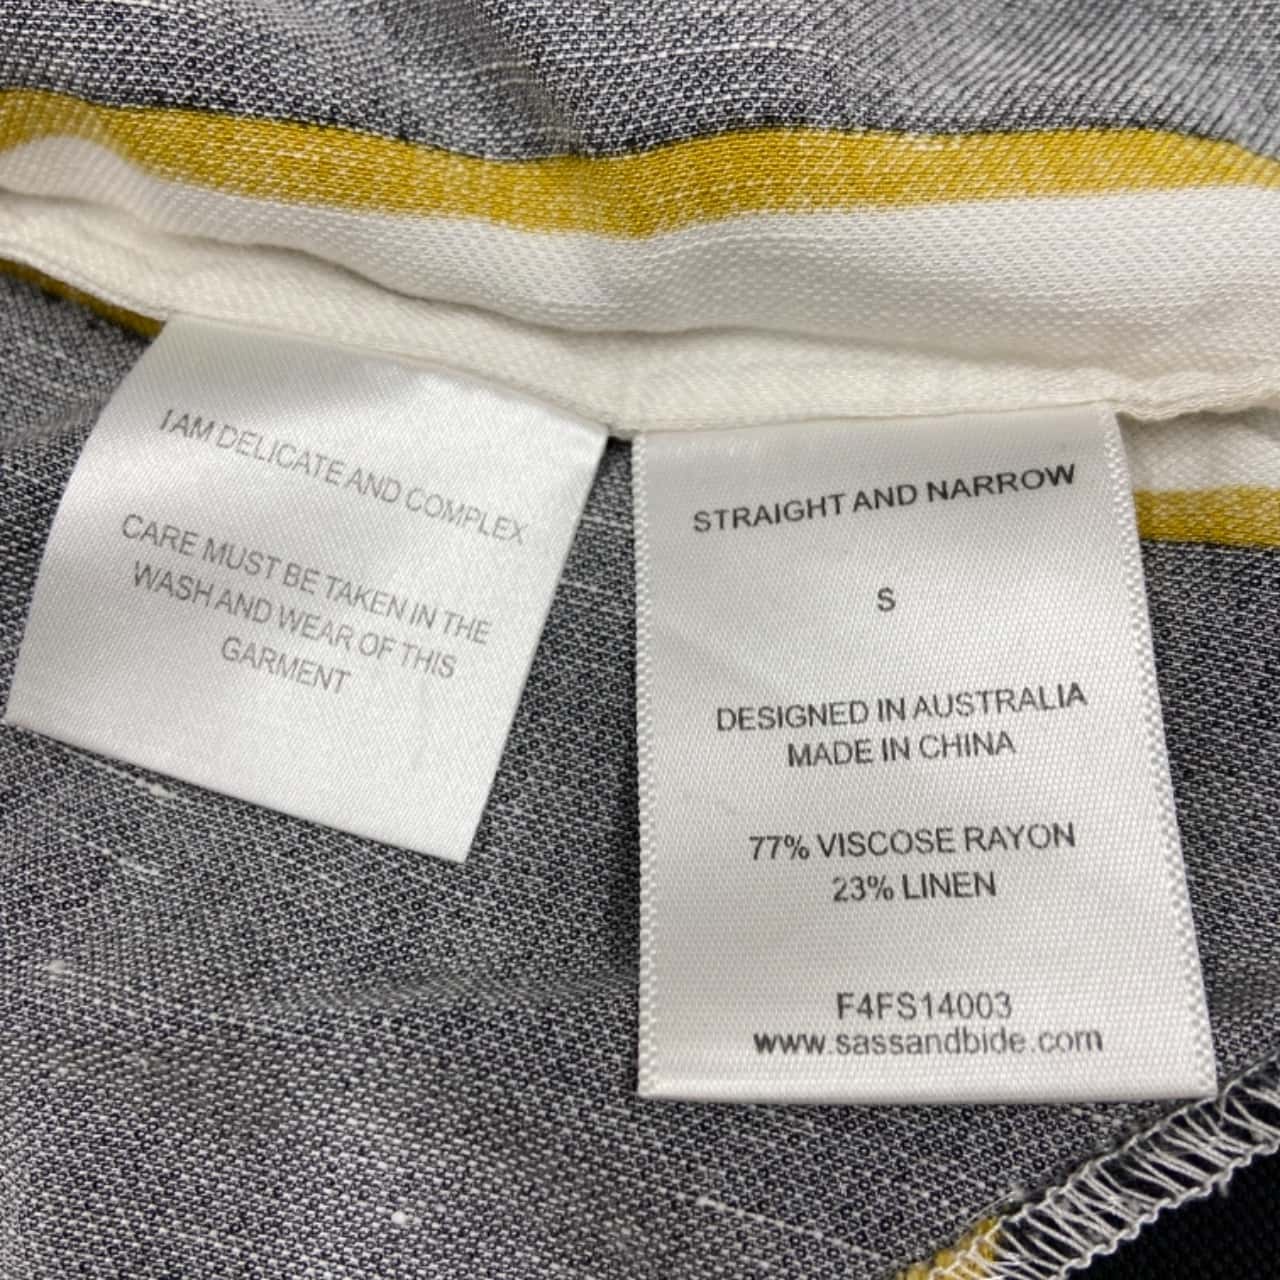 I AM DELICATE AND COMPLEX
CARE MUST BE TAKEN IN THE
WASH AND WEAR OF THIS
GARMENT
STRAIGHT AND NARROW
S
DESIGNED IN AUSTRALIA
MADE IN CHINA
77% VISCOSE RAYON
23% LINEN
F4FS14003
www.sassandbide.com